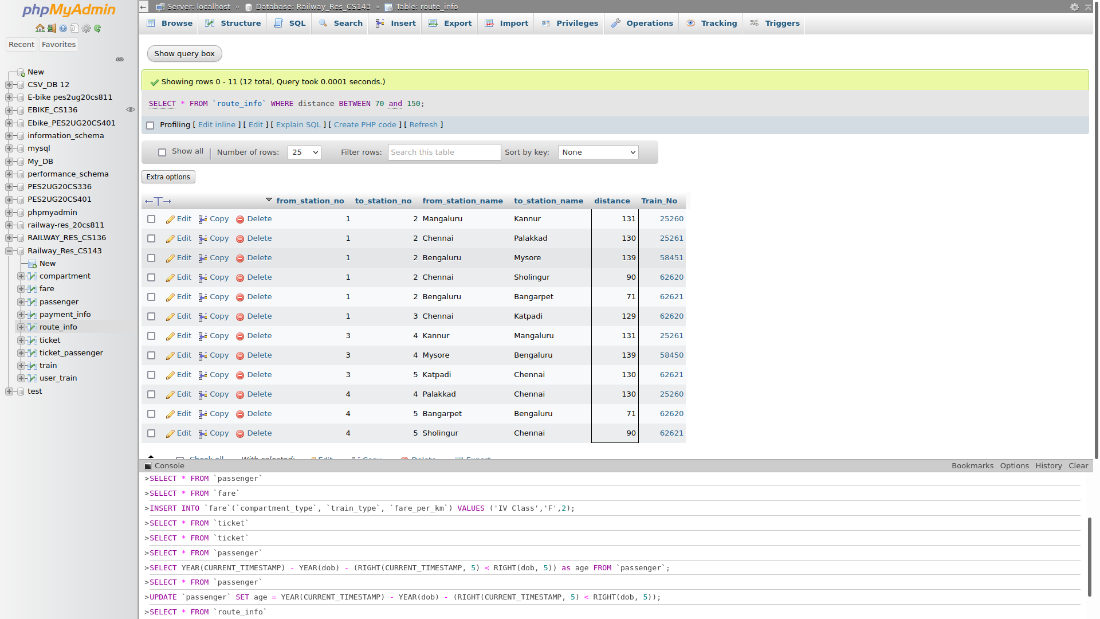 phpMyAdmin
Recent Favorites
New
CSV_DB 12
E-bike pes2ug20cs811
EBIKE_CS136
Ebike_PES2UG20CS401
information_schema
mysql
My_DB
performance_schema
PES2UG20CS336
PES2UG20CS401
phpmyadmin
railway-res_20cs811
RAILWAY_RES_CS136
Railway_Res_CS143
New
compartment
fare
passenger
payment_info
route_info
ticket
ticket_passenger
train
user_train
test
Server: localhost » Database: Railway_Res_CS143 » Table: route_info
Browse Structure SQL Search Insert Export Import Privileges Operations Tracking Triggers
Show query box
Showing rows 0 - 11 (12 total, Query took 0.0001 seconds.)
SELECT * FROM `route_info` WHERE distance BETWEEN 70 and 150;
Profiling [ Edit inline ] [ Edit ] [ Explain SQL ] [ Create PHP code ] [ Refresh ]
Show all | Number of rows: 25 Filter rows: Search this table Sort by key: None
Extra options
←T→ from_station_no to_station_no from_station_name to_station_name distance Train_No
Edit Copy Delete 1 2 Mangaluru Kannur 131 25260
Edit Copy Delete 1 2 Chennai Palakkad 130 25261
Edit Copy Delete 1 2 Bengaluru Mysore 139 58451
Edit Copy Delete 1 2 Chennai Sholingur 90 62620
Edit Copy Delete 1 2 Bengaluru Bangarpet 71 62621
Edit Copy Delete 1 3 Chennai Katpadi 129 62620
Edit Copy Delete 3 4 Kannur Mangaluru 131 25261
Edit Copy Delete 3 4 Mysore Bengaluru 139 58450
Edit Copy Delete 3 5 Katpadi Chennai 130 62621
Edit Copy Delete 4 4 Palakkad Chennai 130 25260
Edit Copy Delete 4 5 Bangarpet Bengaluru 71 62620
Edit Copy Delete 4 5 Sholingur Chennai 90 62621
Check all With selected: Edit Copy Delete Export
Console Bookmarks Options History Clear
>SELECT * FROM `passenger`
>SELECT * FROM `fare`
>INSERT INTO `fare`(`compartment_type`, `train_type`, `fare_per_km`) VALUES ('IV Class','F',2);
>SELECT * FROM `ticket`
>SELECT * FROM `ticket`
>SELECT * FROM `passenger`
>SELECT YEAR(CURRENT_TIMESTAMP) - YEAR(dob) - (RIGHT(CURRENT_TIMESTAMP, 5) < RIGHT(dob, 5)) as age FROM `passenger`;
>SELECT * FROM `passenger`
>UPDATE `passenger` SET age = YEAR(CURRENT_TIMESTAMP) - YEAR(dob) - (RIGHT(CURRENT_TIMESTAMP, 5) < RIGHT(dob, 5));
>SELECT * FROM `route_info`